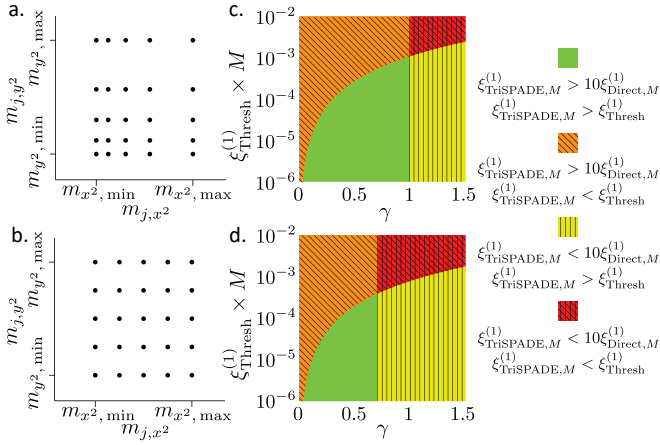 a.
m_{y^2}, max
m_{j,y^2}
m_{y^2}, min
m_{x^2}, min
m_{x^2}, max
m_{j,x^2}
c.
ξ^{(1)}_{Thresh} × M
10^{-2}
10^{-3}
10^{-4}
10^{-5}
10^{-6}
0
0.5
1
1.5
γ
b.
m_{y^2}, max
m_{j,y^2}
m_{y^2}, min
m_{x^2}, min
m_{x^2}, max
m_{j,x^2}
d.
ξ^{(1)}_{Thresh} × M
10^{-2}
10^{-3}
10^{-4}
10^{-5}
10^{-6}
0
0.5
1
1.5
γ
ξ^{(1)}_{TriSPADE,M} > 10ξ^{(1)}_{Direct,M}
ξ^{(1)}_{TriSPADE,M} > ξ^{(1)}_{Thresh}
ξ^{(1)}_{TriSPADE,M} > 10ξ^{(1)}_{Direct,M}
ξ^{(1)}_{TriSPADE,M} < ξ^{(1)}_{Thresh}
ξ^{(1)}_{TriSPADE,M} < 10ξ^{(1)}_{Direct,M}
ξ^{(1)}_{TriSPADE,M} > ξ^{(1)}_{Thresh}
ξ^{(1)}_{TriSPADE,M} < 10ξ^{(1)}_{Direct,M}
ξ^{(1)}_{TriSPADE,M} < ξ^{(1)}_{Thresh}